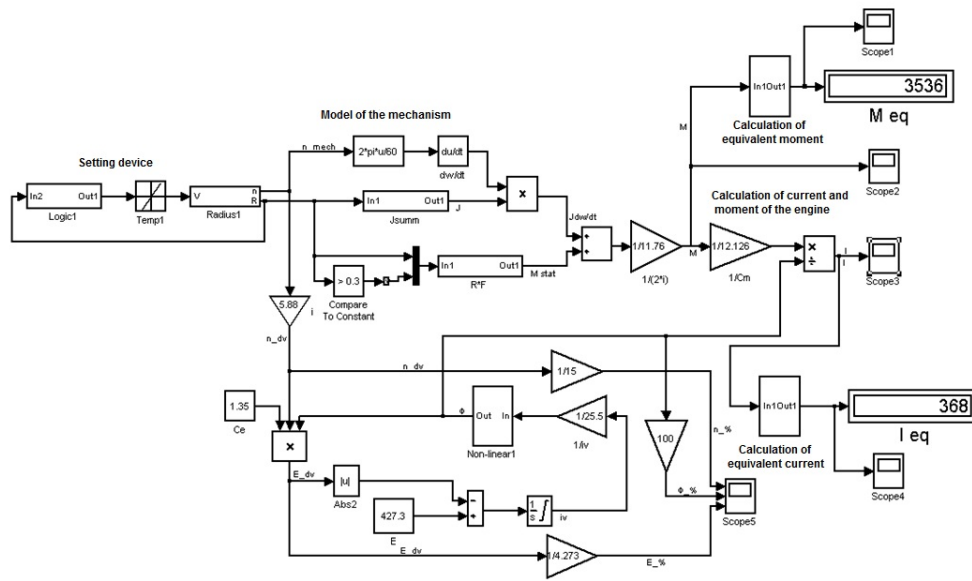 Scope1
3536
M eq
In1Out1
Calculation of
equivalent moment
M
Model of the mechanism
n_mech
2*pi*u/60
du/dt
dw/dt
Setting device
In2
Out1
Logic1
Temp1
V
n
R
Radius1
In1
Out1
J
Jsumm
×
Jdw/dt
+
+
1/11.76
1/(2*i)
M
Scope2
Calculation of current and
moment of the engine
1/12.126
1/Cm
×
÷
I
I
Scope3
> 0.3
Compare
To Constant
In1
Out1
M stat
R*F
5.88
i
n_dv
n_dv
1/15
1.35
Ce
×
Φ
Out
In
Non-linear1
1/25.5
1/iv
100
n_%
In1Out1
368
I eq
Calculation of
equivalent current
Scope4
E_dv
|u|
Abs2
427.3
E
−
+
1
s
iv
Φ_%
Scope5
E_dv
1/4.273
E_%